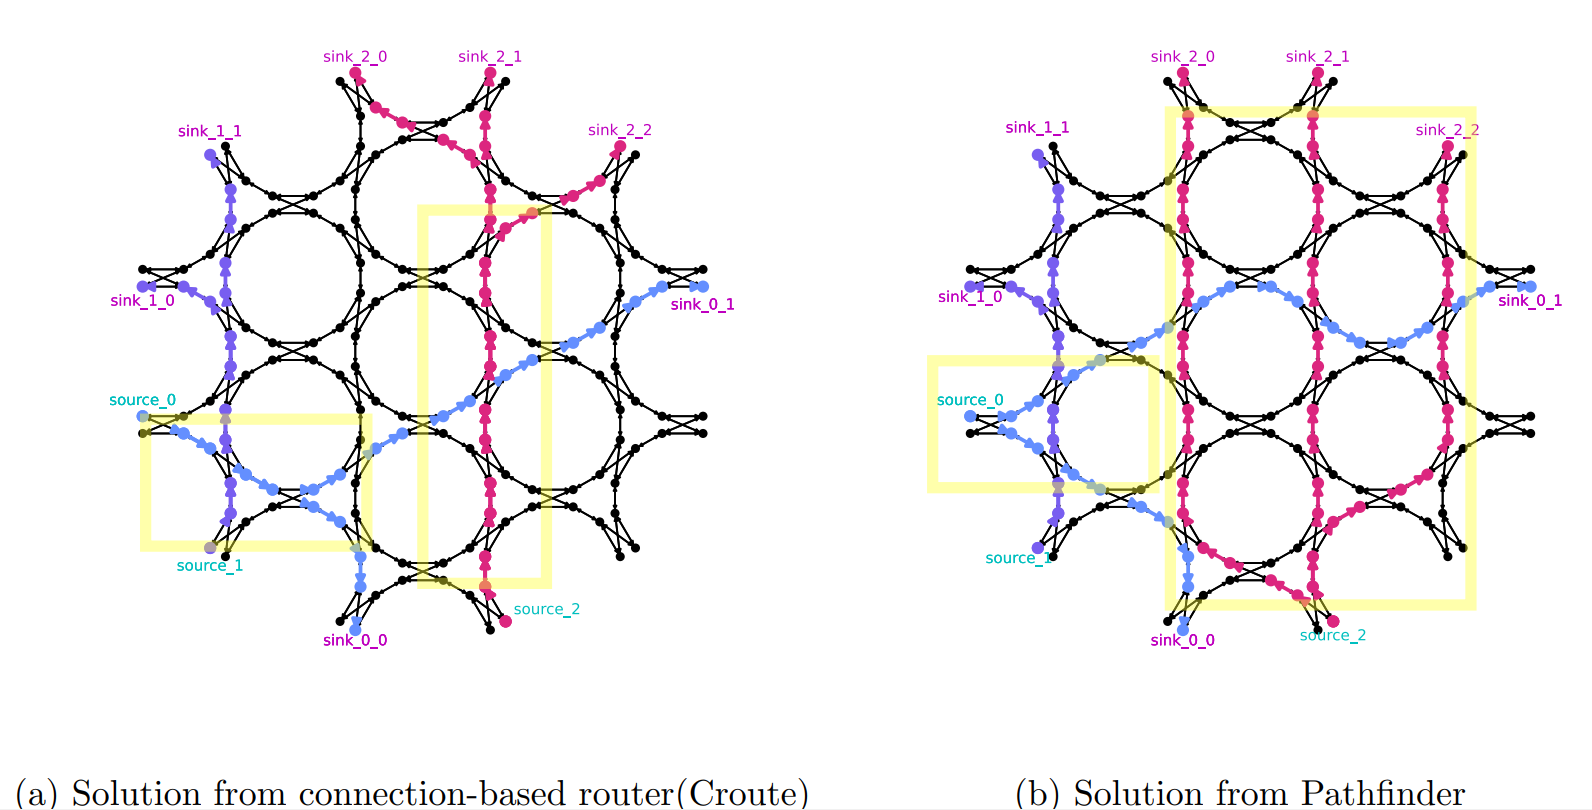 sink_2_0
sink_2_1
sink_1_1
sink_2_2
sink_1_0
sink_0_1
source_0
source_1
source_2
sink_0_0
(a) Solution from connection-based router(Croute)
sink_2_0
sink_2_1
sink_1_1
sink_2_2
sink_1_0
sink_0_1
source_0
source_1
source_2
sink_0_0
(b) Solution from Pathfinder